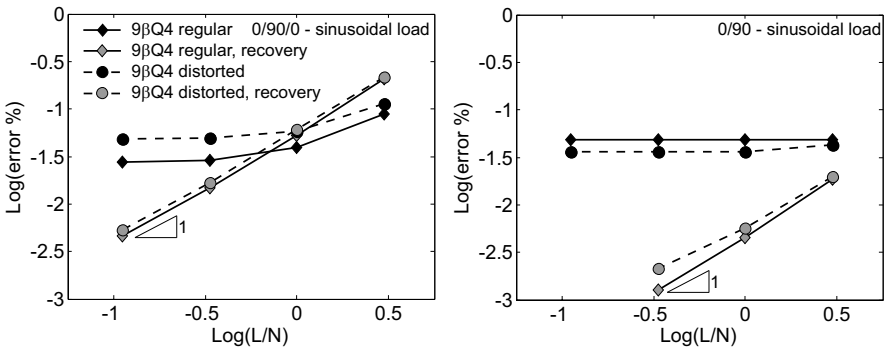 9βQ4 regular
9βQ4 regular, recovery
9βQ4 distorted
9βQ4 distorted, recovery
0/90/0 - sinusoidal load
Log(error %)
0
-0.5
-1
-1.5
-2
-2.5
-3
1
-1
-0.5
0
0.5
Log(L/N)
0/90 - sinusoidal load
Log(error %)
0
-0.5
-1
-1.5
-2
-2.5
-3
1
-1
-0.5
0
0.5
Log(L/N)